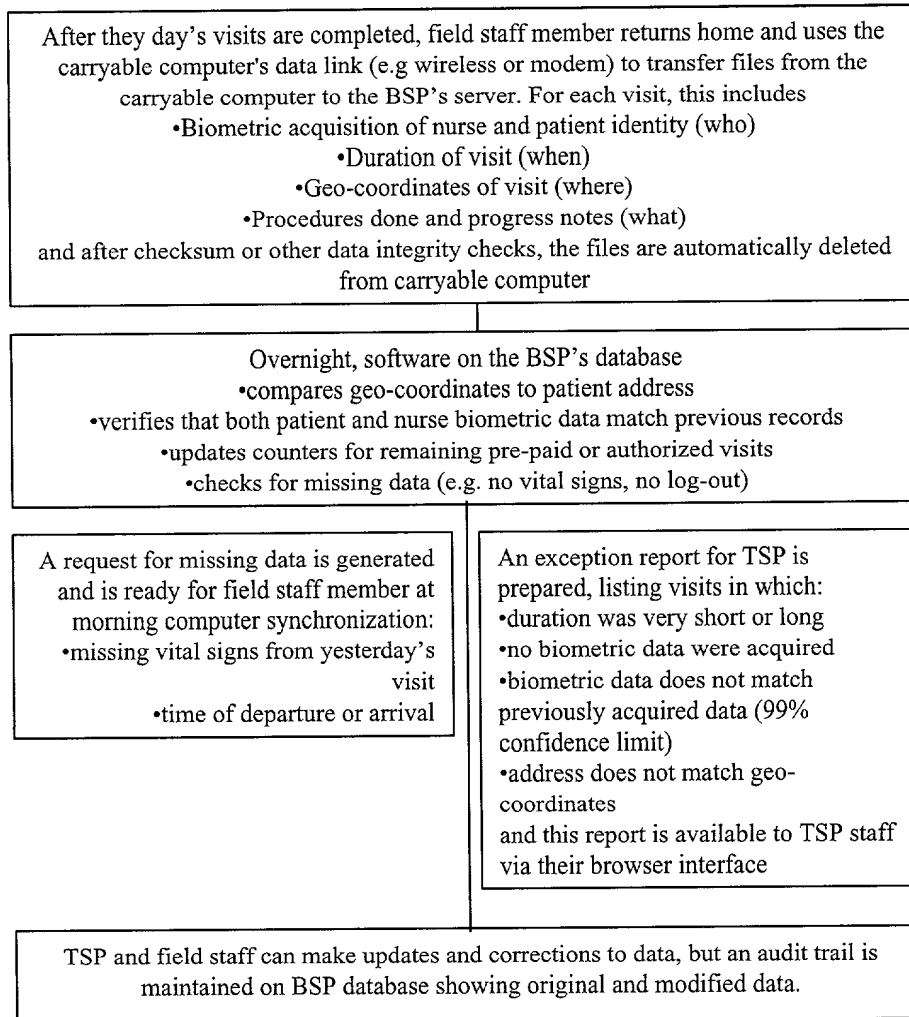 After they day’s visits are completed, field staff member returns home and uses the
carryable computer's data link (e.g wireless or modem) to transfer files from the
carryable computer to the BSP’s server. For each visit, this includes
•Biometric acquisition of nurse and patient identity (who)
•Duration of visit (when)
•Geo-coordinates of visit (where)
•Procedures done and progress notes (what)
and after checksum or other data integrity checks, the files are automatically deleted
from carryable computer
Overnight, software on the BSP’s database
•compares geo-coordinates to patient address
•verifies that both patient and nurse biometric data match previous records
•updates counters for remaining pre-paid or authorized visits
•checks for missing data (e.g. no vital signs, no log-out)
A request for missing data is generated
and is ready for field staff member at
morning computer synchronization:
•missing vital signs from yesterday’s
visit
•time of departure or arrival
An exception report for TSP is
prepared, listing visits in which:
•duration was very short or long
•no biometric data were acquired
•biometric data does not match
previously acquired data (99%
confidence limit)
•address does not match geo-
coordinates
and this report is available to TSP staff
via their browser interface
TSP and field staff can make updates and corrections to data, but an audit trail is
maintained on BSP database showing original and modified data.